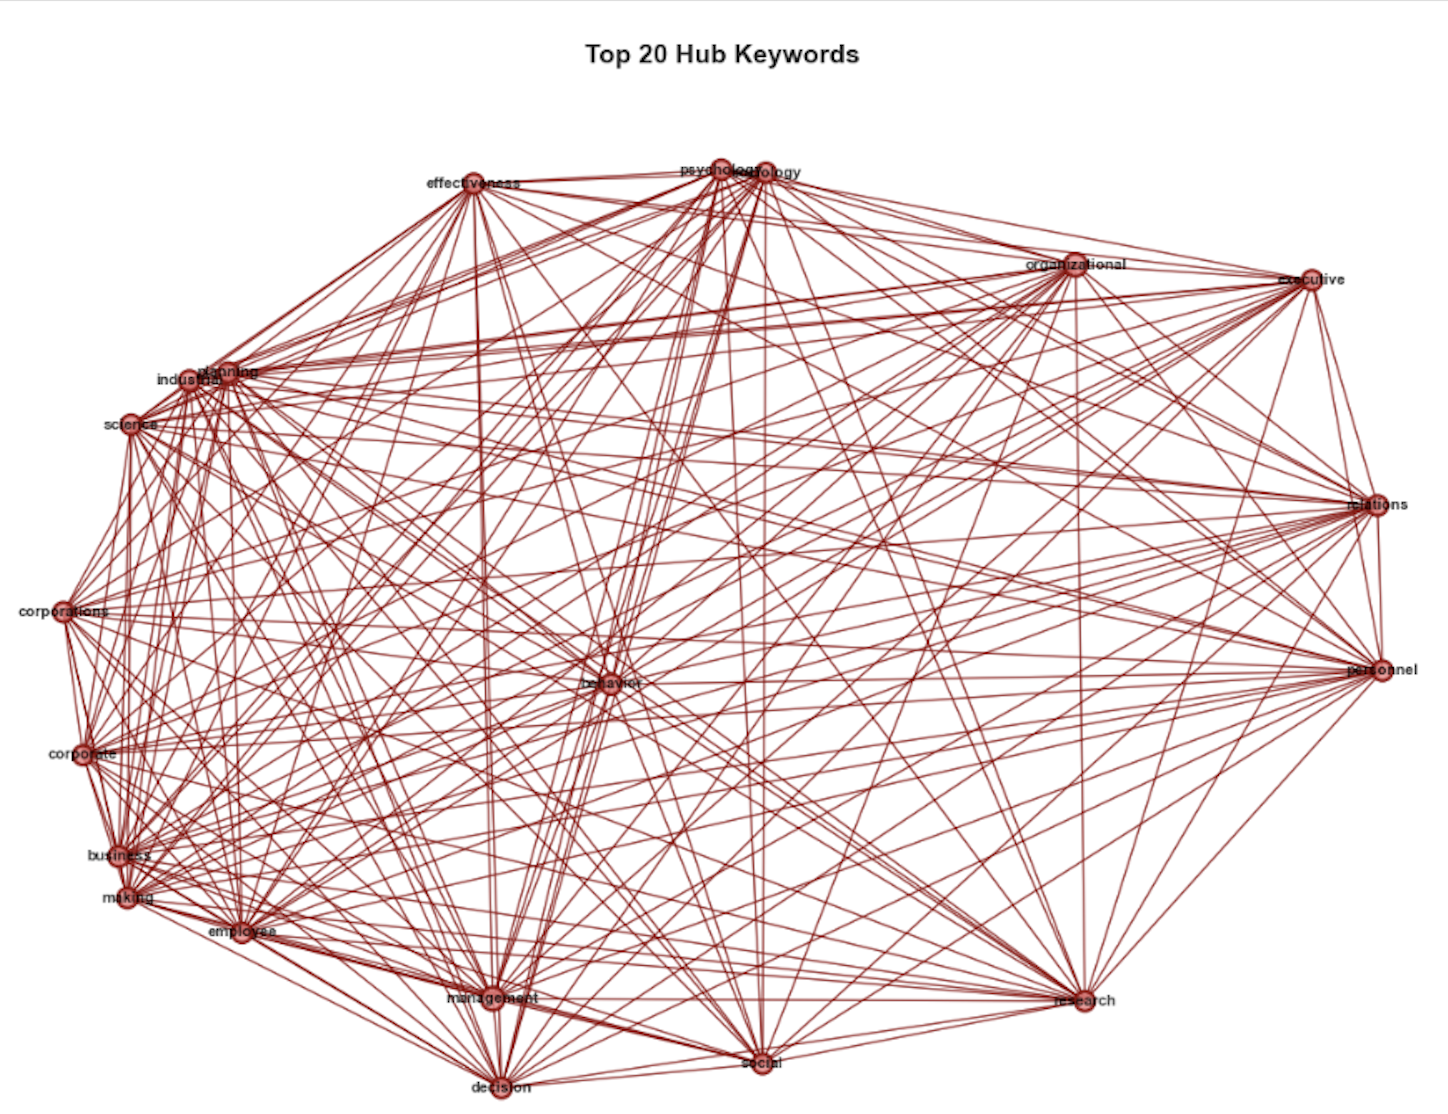 Top 20 Hub Keywords
psychology
effectiveness
organizational
executive
planning
industrial
science
relations
corporations
personnel
behavior
corporate
business
making
employee
management
research
social
decision